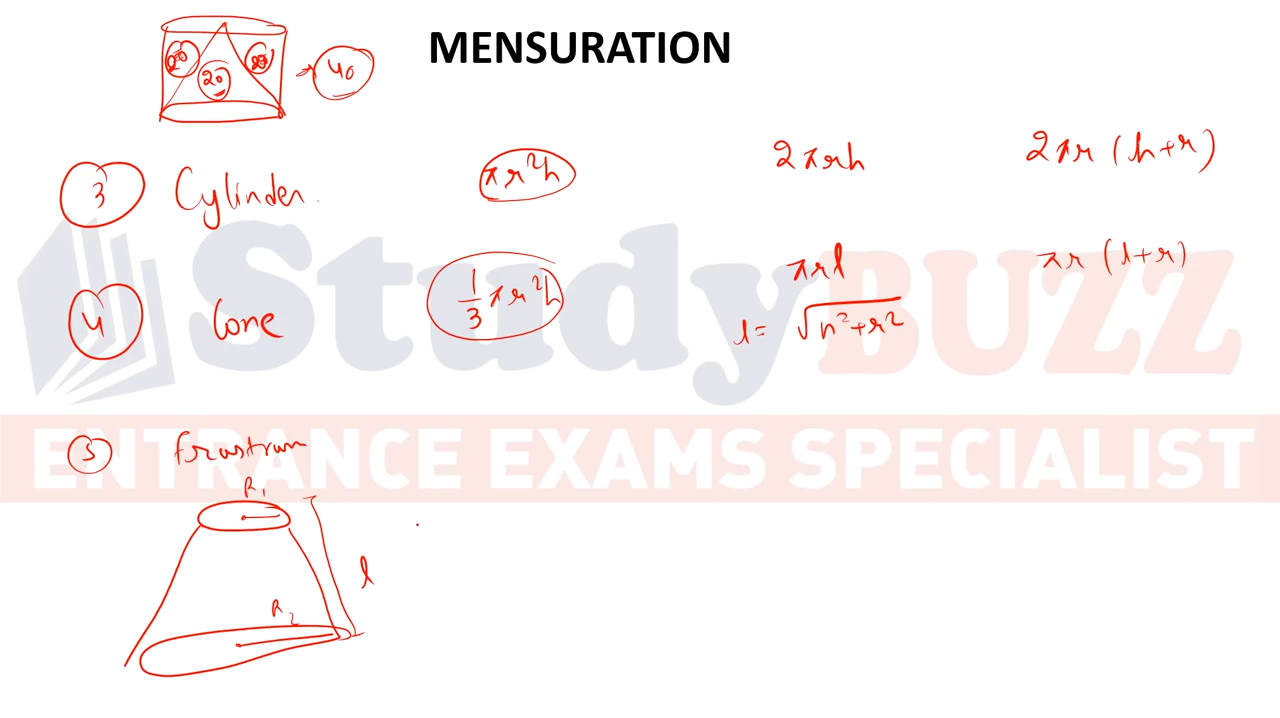 MENSURATION
20
20
20
40
3 Cylinder πr²h 2πrh 2πr (h+r)
4 Cone 1/3 πr²h πrl πr (l+r)
l = √h²+r²
StudyBUZZ
5 frustrum
ENTRANCE EXAMS SPECIALIST
R₁
l
R₂